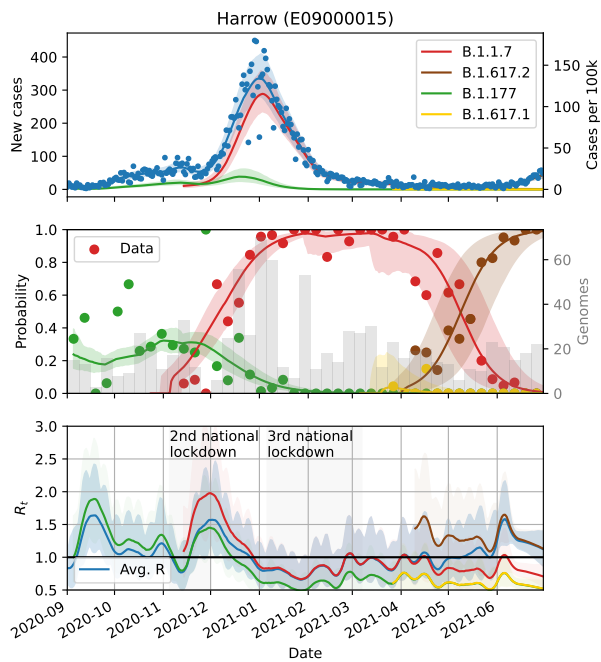 Harrow (E09000015)
400
300
200
100
0
New cases
B.1.1.7
B.1.617.2
B.1.177
B.1.617.1
150
100
50
0
Cases per 100k
1.0
0.8
0.6
0.4
0.2
0.0
Probability
Data
60
40
20
0
Genomes
3.0
2.5
2.0
1.5
1.0
0.5
Rt
2nd national
lockdown
3rd national
lockdown
Avg. R
2020-09
2020-10
2020-11
2020-12
2021-01
2021-02
2021-03
2021-04
2021-05
2021-06
Date